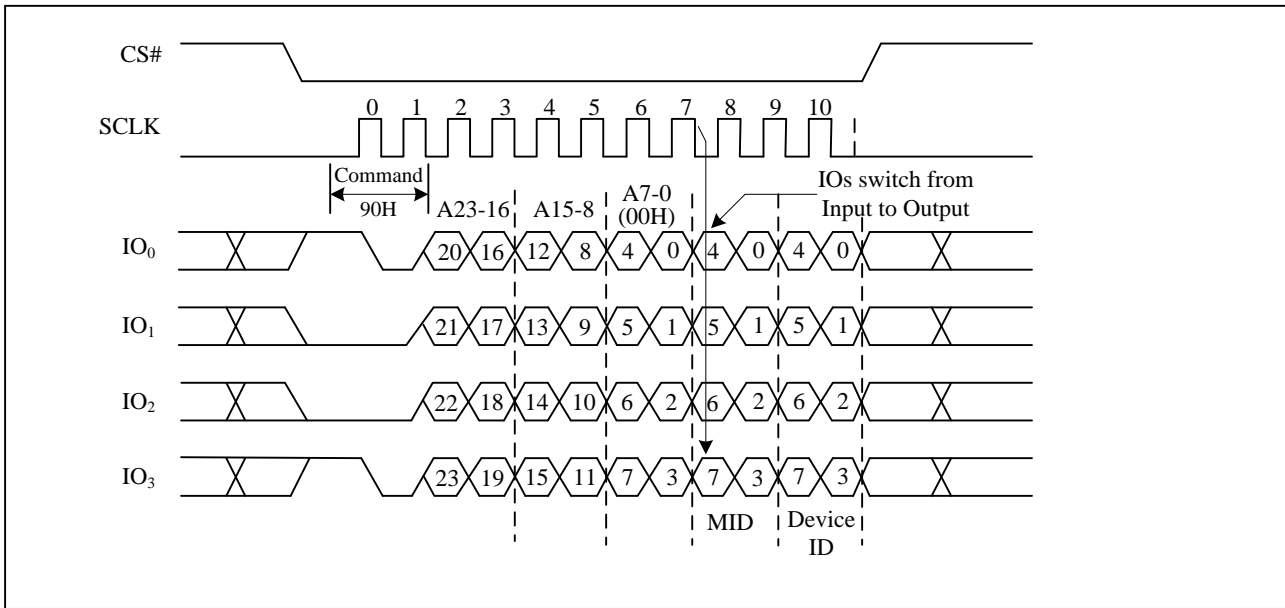 CS#
0 1 2 3 4 5 6 7 8 9 10
SCLK
Command
90H
A23-16
A15-8
A7-0
(00H)
IOs switch from
Input to Output
IO0 20 16 12 8 4 0 4 0 4 0
IO1 21 17 13 9 5 1 5 1 5 1
IO2 22 18 14 10 6 2 6 2 6 2
IO3 23 19 15 11 7 3 7 3 7 3
MID
Device
ID